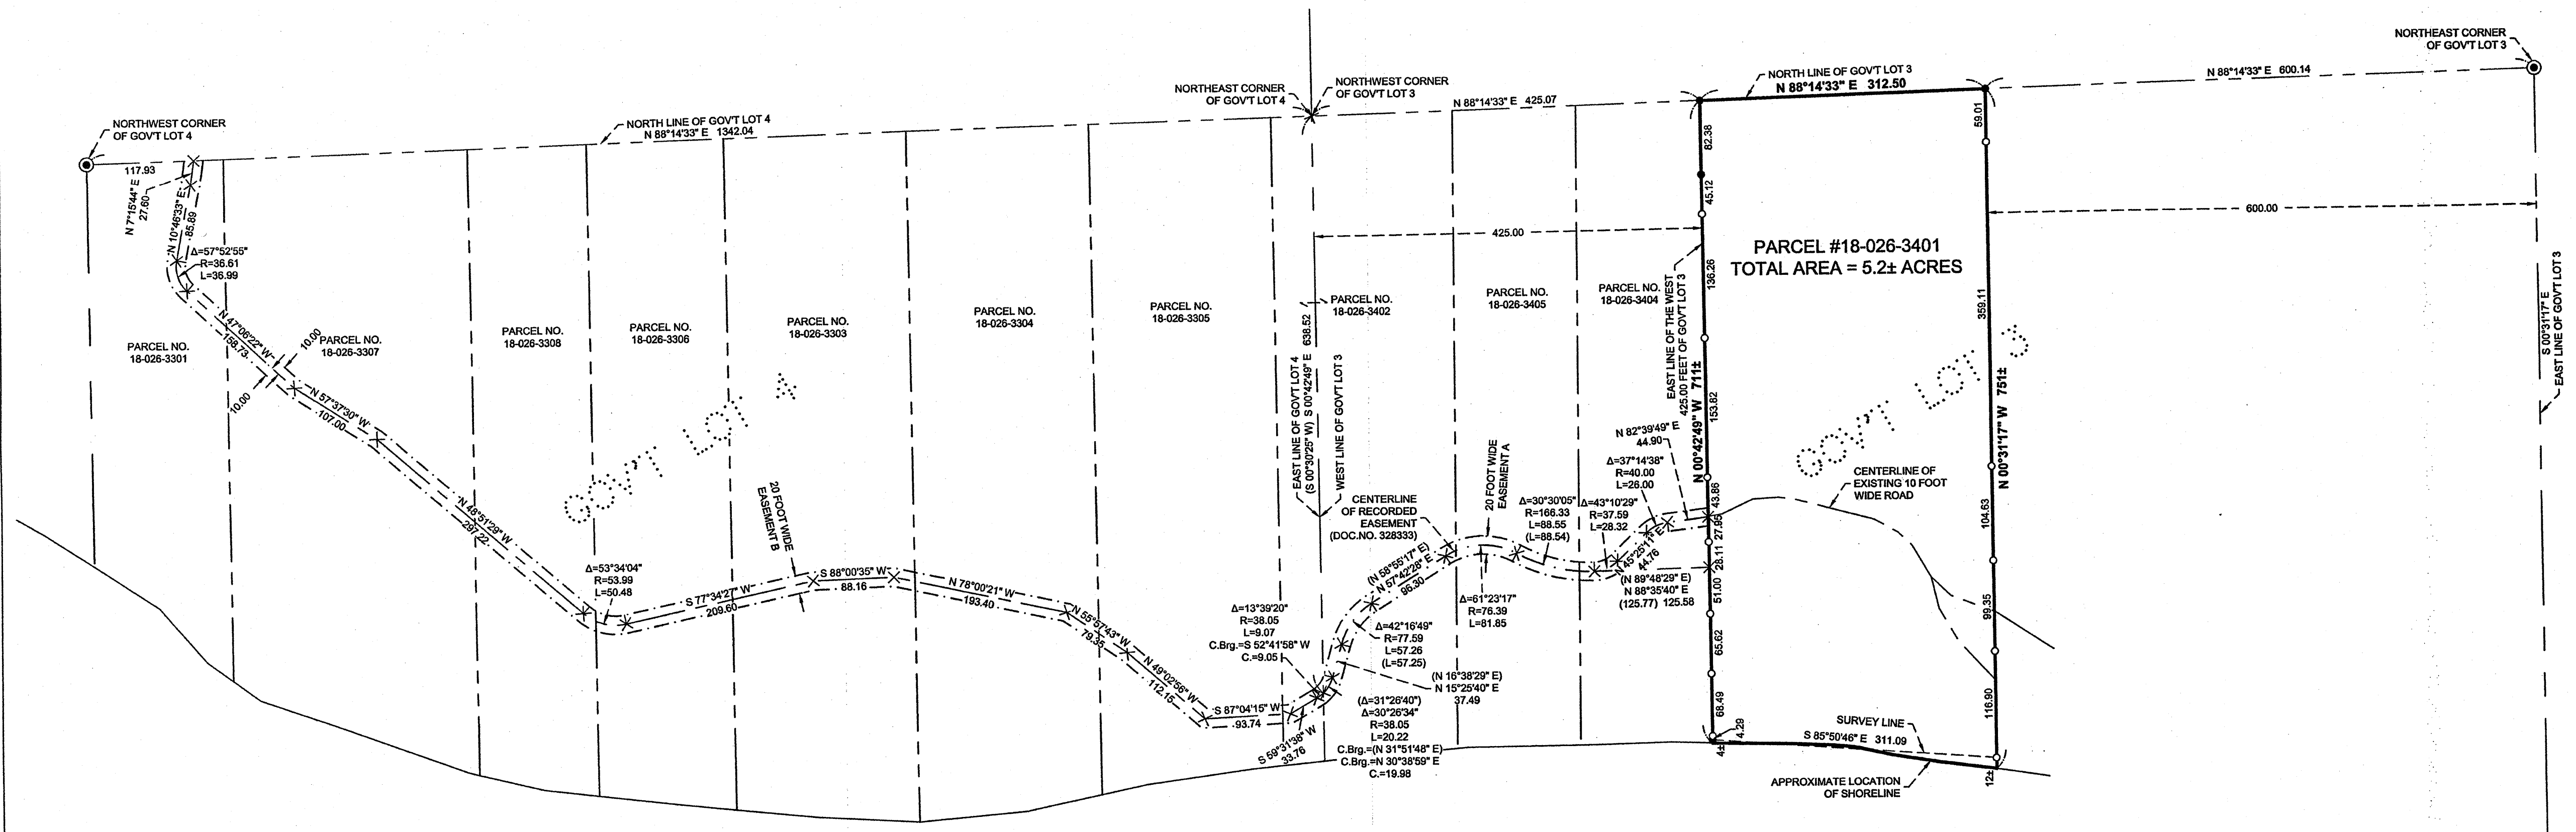 NORTHWEST CORNER
OF GOV'T LOT 4
NORTH LINE OF GOV'T LOT 4
N 88°14'33" E 1342.04
NORTHEAST CORNER
OF GOV'T LOT 4
NORTHWEST CORNER
OF GOV'T LOT 3
N 88°14'33" E 425.07
NORTH LINE OF GOV'T LOT 3
N 88°14'33" E 312.50
N 88°14'33" E 600.14
NORTHEAST CORNER
OF GOV'T LOT 3
117.93
N 7°15'44" E
27.60
N 10°46'33" E
85.89
Δ=57°52'55"
R=36.61
L=36.99
N 47°06'22" W
158.73
10.00
10.00
PARCEL NO.
18-026-3301
PARCEL NO.
18-026-3307
PARCEL NO.
18-026-3308
PARCEL NO.
18-026-3306
PARCEL NO.
18-026-3303
PARCEL NO.
18-026-3304
PARCEL NO.
18-026-3305
PARCEL NO.
18-026-3402
PARCEL NO.
18-026-3405
PARCEL NO.
18-026-3404
PARCEL #18-026-3401
TOTAL AREA = 5.2± ACRES
GOV'T LOT 4
GOV'T LOT 3
N 57°37'30" W
107.00
N 48°51'29" W
297.22
Δ=53°34'04"
R=53.99
L=50.48
S 77°34'27" W
209.60
20 FOOT WIDE
EASEMENT B
S 88°00'35" W
88.16
N 78°00'21" W
193.40
N 55°57'43" W
79.35
N 49°02'56" W
112.15
S 87°04'15" W
93.74
S 59°31'38" W
33.76
Δ=13°39'20"
R=38.05
L=9.07
C.Brg.=S 52°41'58" W
C.=9.05
EAST LINE OF GOV'T LOT 4
(S 00°30'25" W) S 00°42'49" E 638.52
WEST LINE OF GOV'T LOT 3
425.00
CENTERLINE
OF RECORDED
EASEMENT
(DOC.NO. 328333)
(N 58°55'17" E)
N 57°42'28" E
96.30
20 FOOT WIDE
EASEMENT A
Δ=61°23'17"
R=76.39
L=81.85
Δ=42°16'49"
R=77.59
L=57.26
(L=57.25)
(N 16°38'29" E)
N 15°25'40" E
37.49
(Δ=31°26'40")
Δ=30°26'34"
R=38.05
L=20.22
C.Brg.=(N 31°51'48" E)
C.Brg.=N 30°38'59" E
C.=19.98
Δ=30°30'05"
R=166.33
L=88.55
(L=88.54)
Δ=43°10'29"
R=37.59
L=28.32
Δ=37°14'38"
R=40.00
L=26.00
N 82°39'49" E
44.90
N 45°25'11" E
44.76
(N 89°48'29" E)
N 88°35'40" E
(125.77) 125.58
EAST LINE OF THE WEST
425.00 FEET OF GOV'T LOT 3
N 00°42'49" W 711±
82.38
45.12
136.26
153.82
43.86
27.95
28.11
51.00
65.62
68.49
4.29
4±
59.01
359.11
104.63
99.35
116.90
12±
N 00°31'17" W 751±
600.00
S 00°31'17" E
EAST LINE OF GOV'T LOT 3
CENTERLINE OF
EXISTING 10 FOOT
WIDE ROAD
SURVEY LINE
S 85°50'46" E 311.09
APPROXIMATE LOCATION
OF SHORELINE